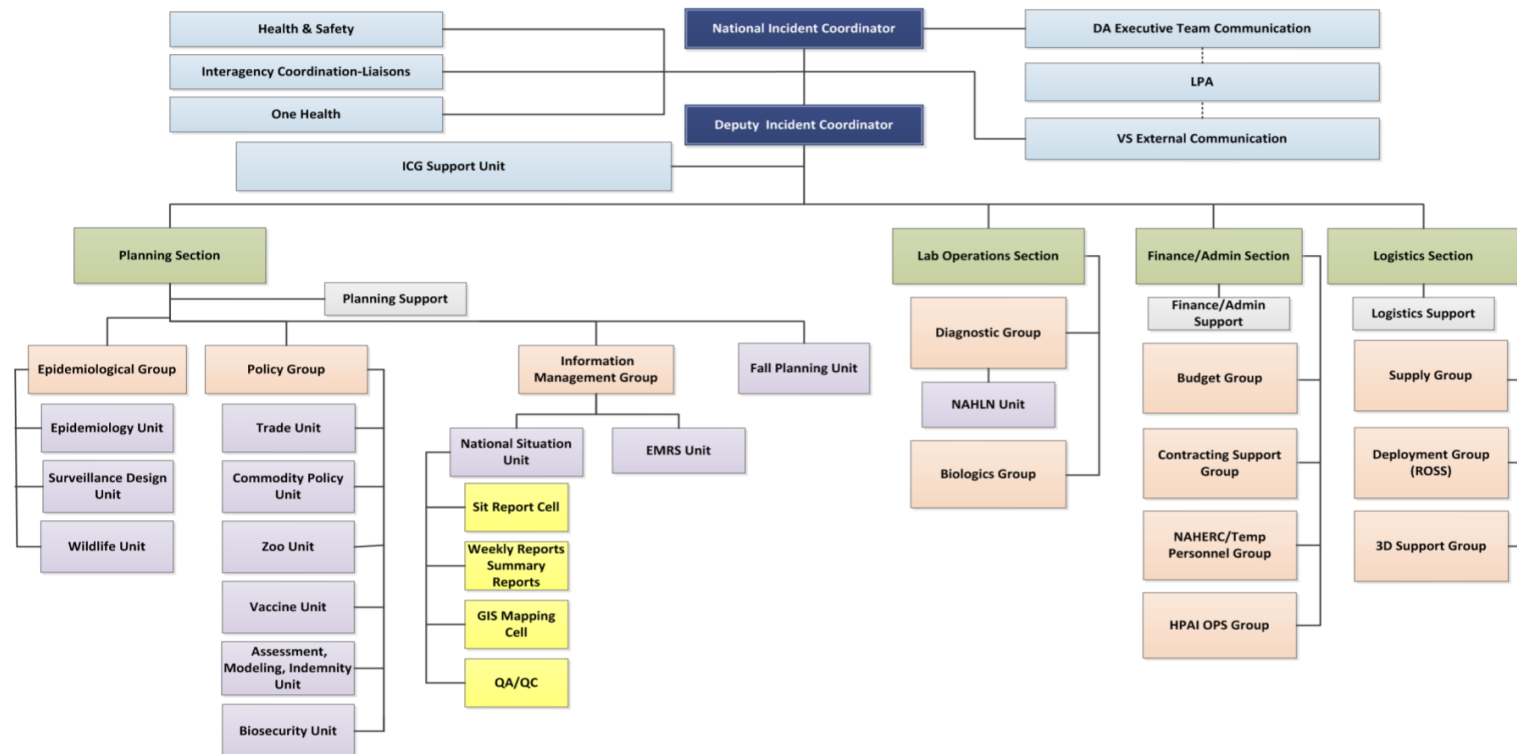 Health & Safety
National Incident Coordinator
DA Executive Team Communication
Interagency Coordination-Liaisons
LPA
One Health
Deputy Incident Coordinator
VS External Communication
ICG Support Unit
Planning Section
Lab Operations Section
Finance/Admin Section
Logistics Section
Planning Support
Finance/Admin
Support
Logistics Support
Epidemiological Group
Policy Group
Information
Management Group
Fall Planning Unit
Diagnostic Group
Budget Group
Supply Group
Epidemiology Unit
Trade Unit
National Situation
Unit
EMRS Unit
NAHLN Unit
Surveillance Design
Unit
Commodity Policy
Unit
Biologics Group
Contracting Support
Group
Deployment Group
(ROSS)
Sit Report Cell
Wildlife Unit
Zoo Unit
Weekly Reports
Summary
Reports
NAHERC/Temp
Personnel Group
3D Support Group
Vaccine Unit
GIS Mapping
Cell
HPAI OPS Group
Assessment,
Modeling, Indemnity
Unit
QA/QC
Biosecurity Unit